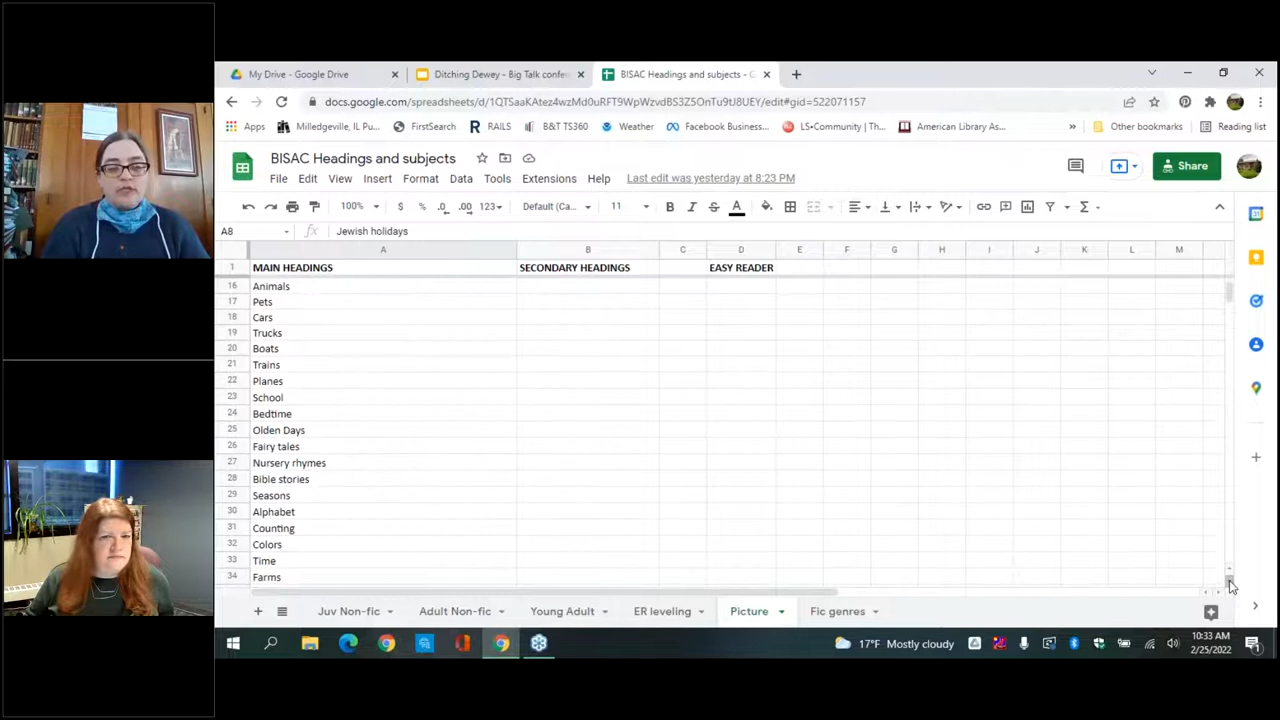 My Drive - Google Drive
Ditching Dewey - Big Talk confere
BISAC Headings and subjects - G
docs.google.com/spreadsheets/d/1QTSaaKAtez4wzMd0uRFT9WpWzvdBS3Z5OnTu9tJ8UEY/edit#gid=522071157
Apps Milledgeville, IL Pu... FirstSearch RAILS B&T TS360 Weather Facebook Business... LS•Community | Th... American Library As... » Other bookmarks Reading list
BISAC Headings and subjects
File Edit View Insert Format Data Tools Extensions Help Last edit was yesterday at 8:23 PM
Share
100% $ % .0 .00 123 Default (Ca... 11 B I S A
A8 fx Jewish holidays
A B C D E F G H I J K L M
1 MAIN HEADINGS SECONDARY HEADINGS EASY READER
16 Animals
17 Pets
18 Cars
19 Trucks
20 Boats
21 Trains
22 Planes
23 School
24 Bedtime
25 Olden Days
26 Fairy tales
27 Nursery rhymes
28 Bible stories
29 Seasons
30 Alphabet
31 Counting
32 Colors
33 Time
34 Farms
Juv Non-fic Adult Non-fic Young Adult ER leveling Picture Fic genres
17°F Mostly cloudy
10:33 AM
2/25/2022